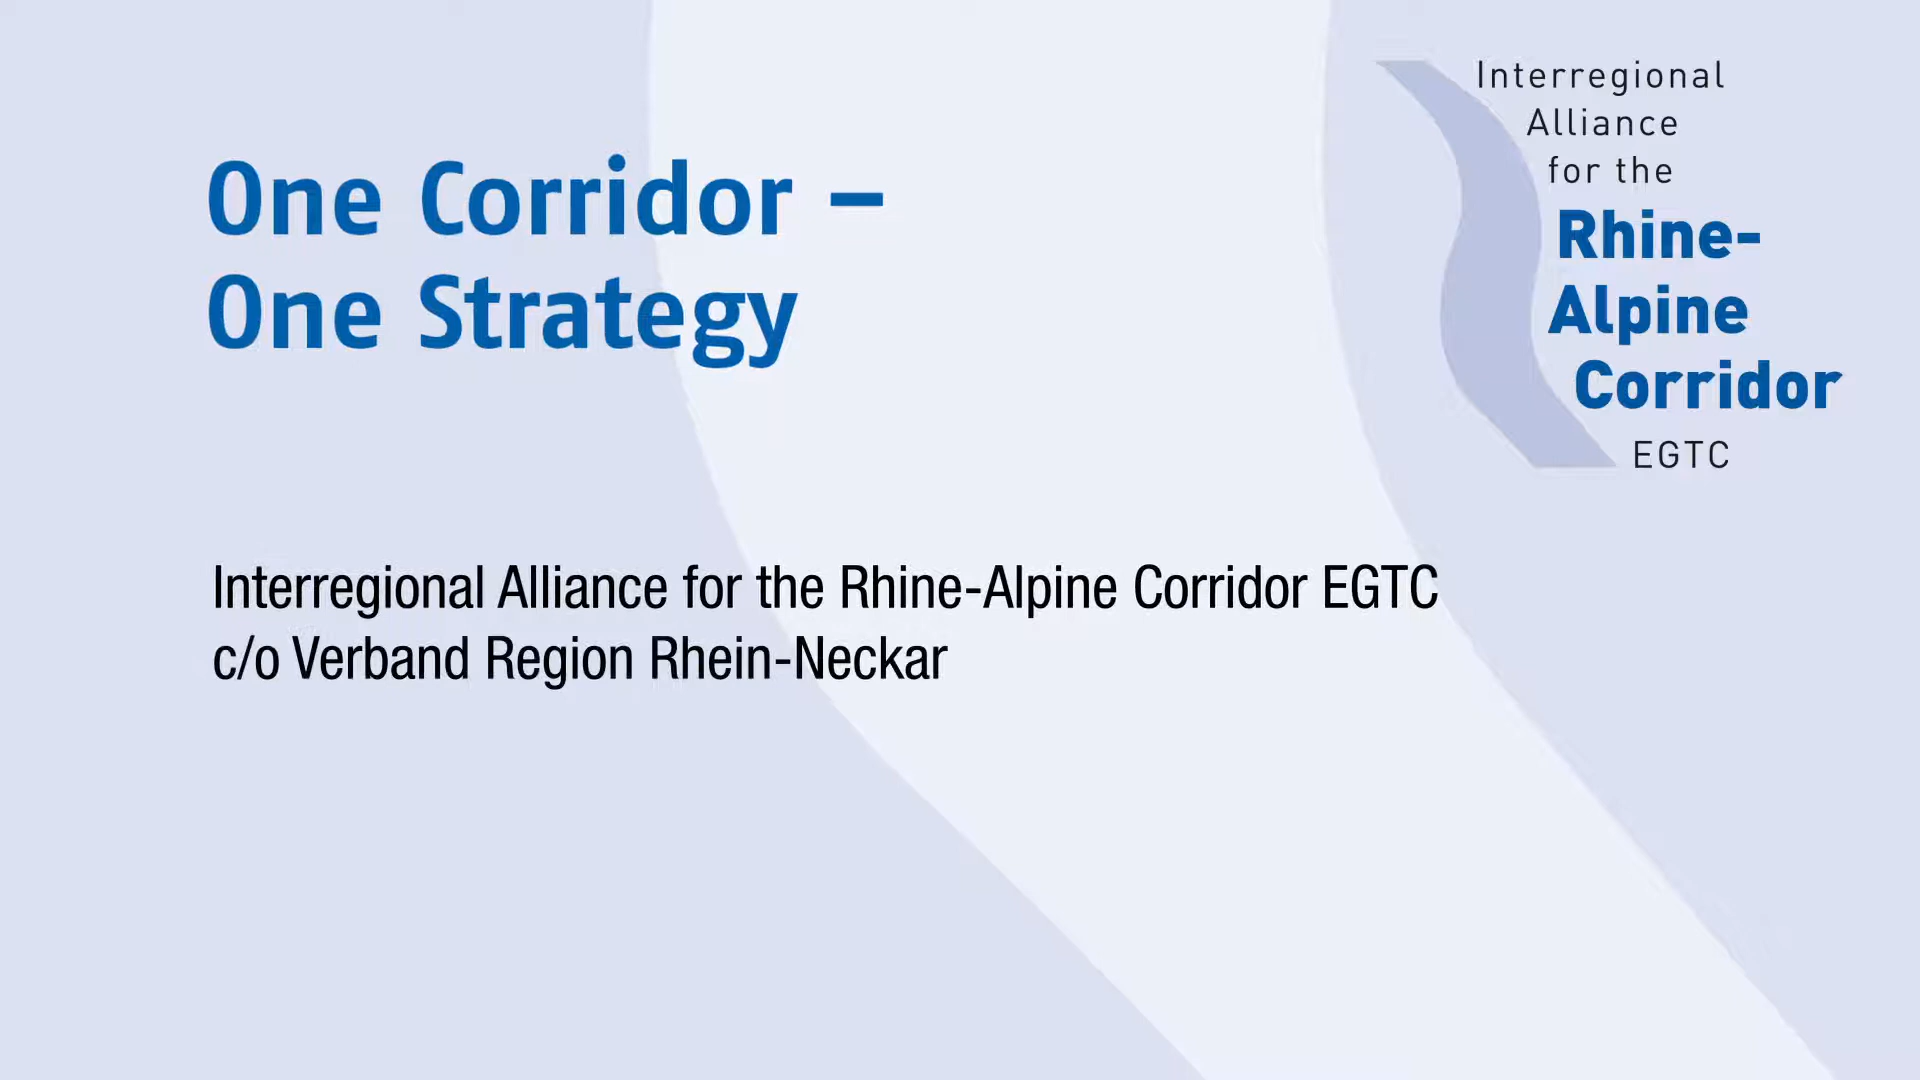 One Corridor –
One Strategy
Interregional
Alliance
for the
Rhine-
Alpine
Corridor
EGTC
Interregional Alliance for the Rhine-Alpine Corridor EGTC
c/o Verband Region Rhein-Neckar